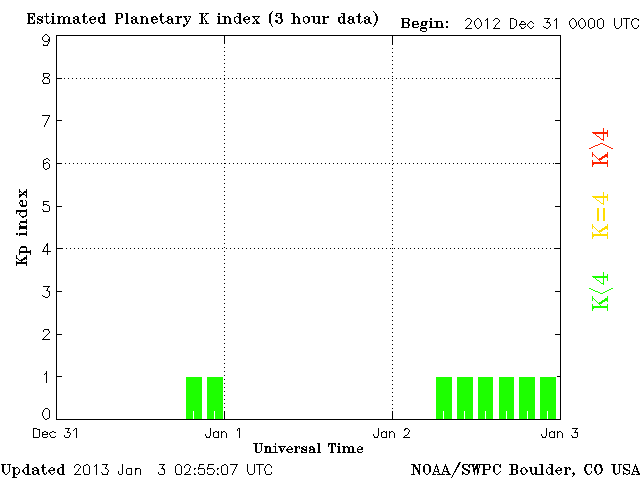 Estimated Planetary K index (3 hour data) Begin: 2012 Dec 31 0000 UTC
9
8
7
6
5
4
3
2
1
0
Kp index
K>4
K=4
K<4
Dec 31 Jan 1 Jan 2 Jan 3
Universal Time
Updated 2013 Jan 3 02:55:07 UTC NOAA/SWPC Boulder, CO USA